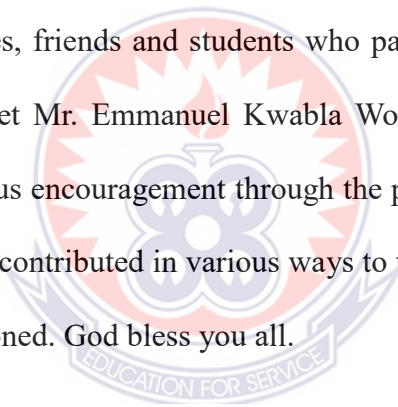 es, friends and students who pa
et Mr. Emmanuel Kwabla Wo
us encouragement through the p
contributed in various ways to
oned. God bless you all.
EDUCATION FOR SERVICE